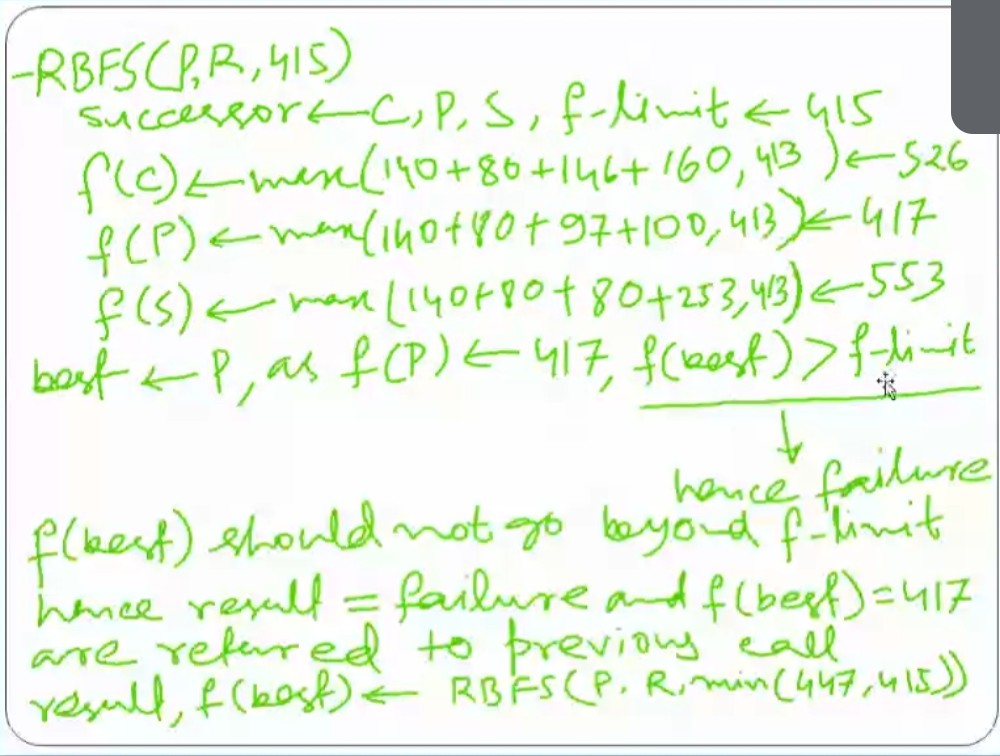 -RBFS(P,R,415)
successor←C,P,S, f-limit ← 415
f(C)←max(140+80+146+160,413)←526
f(P)←max(140+80+97+100,413)←417
f(S)←max(140+80+80+253,413)←553
best ← P, as f(P) ← 417, f(best) > f-limit
hence failure
f(best) should not go beyond f-limit
hence result = failure and f(best)=417
are returned to previous call
result, f(best) ← RBFS(P, R, min(447,415))